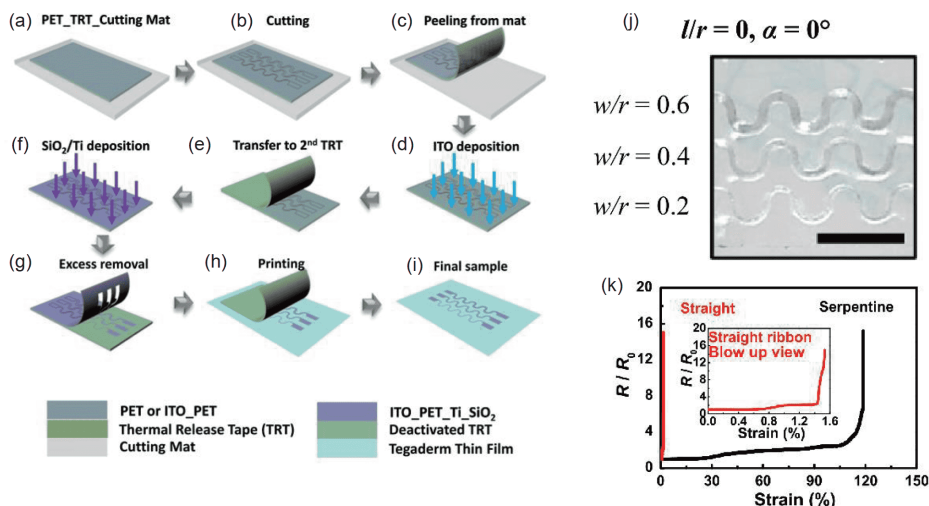 (a) PET_TRT_Cutting Mat
(b) Cutting
(c) Peeling from mat
(f) SiO₂/Ti deposition
(e) Transfer to 2nd TRT
(d) ITO deposition
(g) Excess removal
(h) Printing
(i) Final sample
PET or ITO_PET
Thermal Release Tape (TRT)
Cutting Mat
ITO_PET_Ti_SiO₂
Deactivated TRT
Tegaderm Thin Film
(j)
l/r = 0, α = 0°
w/r = 0.6
w/r = 0.4
w/r = 0.2
(k)
20
16
12
8
4
0
R / R₀
Straight
Serpentine
Straight ribbon
Blow up view
20
16
12
8
4
0
R / R₀
0.0 0.4 0.8 1.2 1.6
Strain (%)
0 30 60 90 120 150
Strain (%)